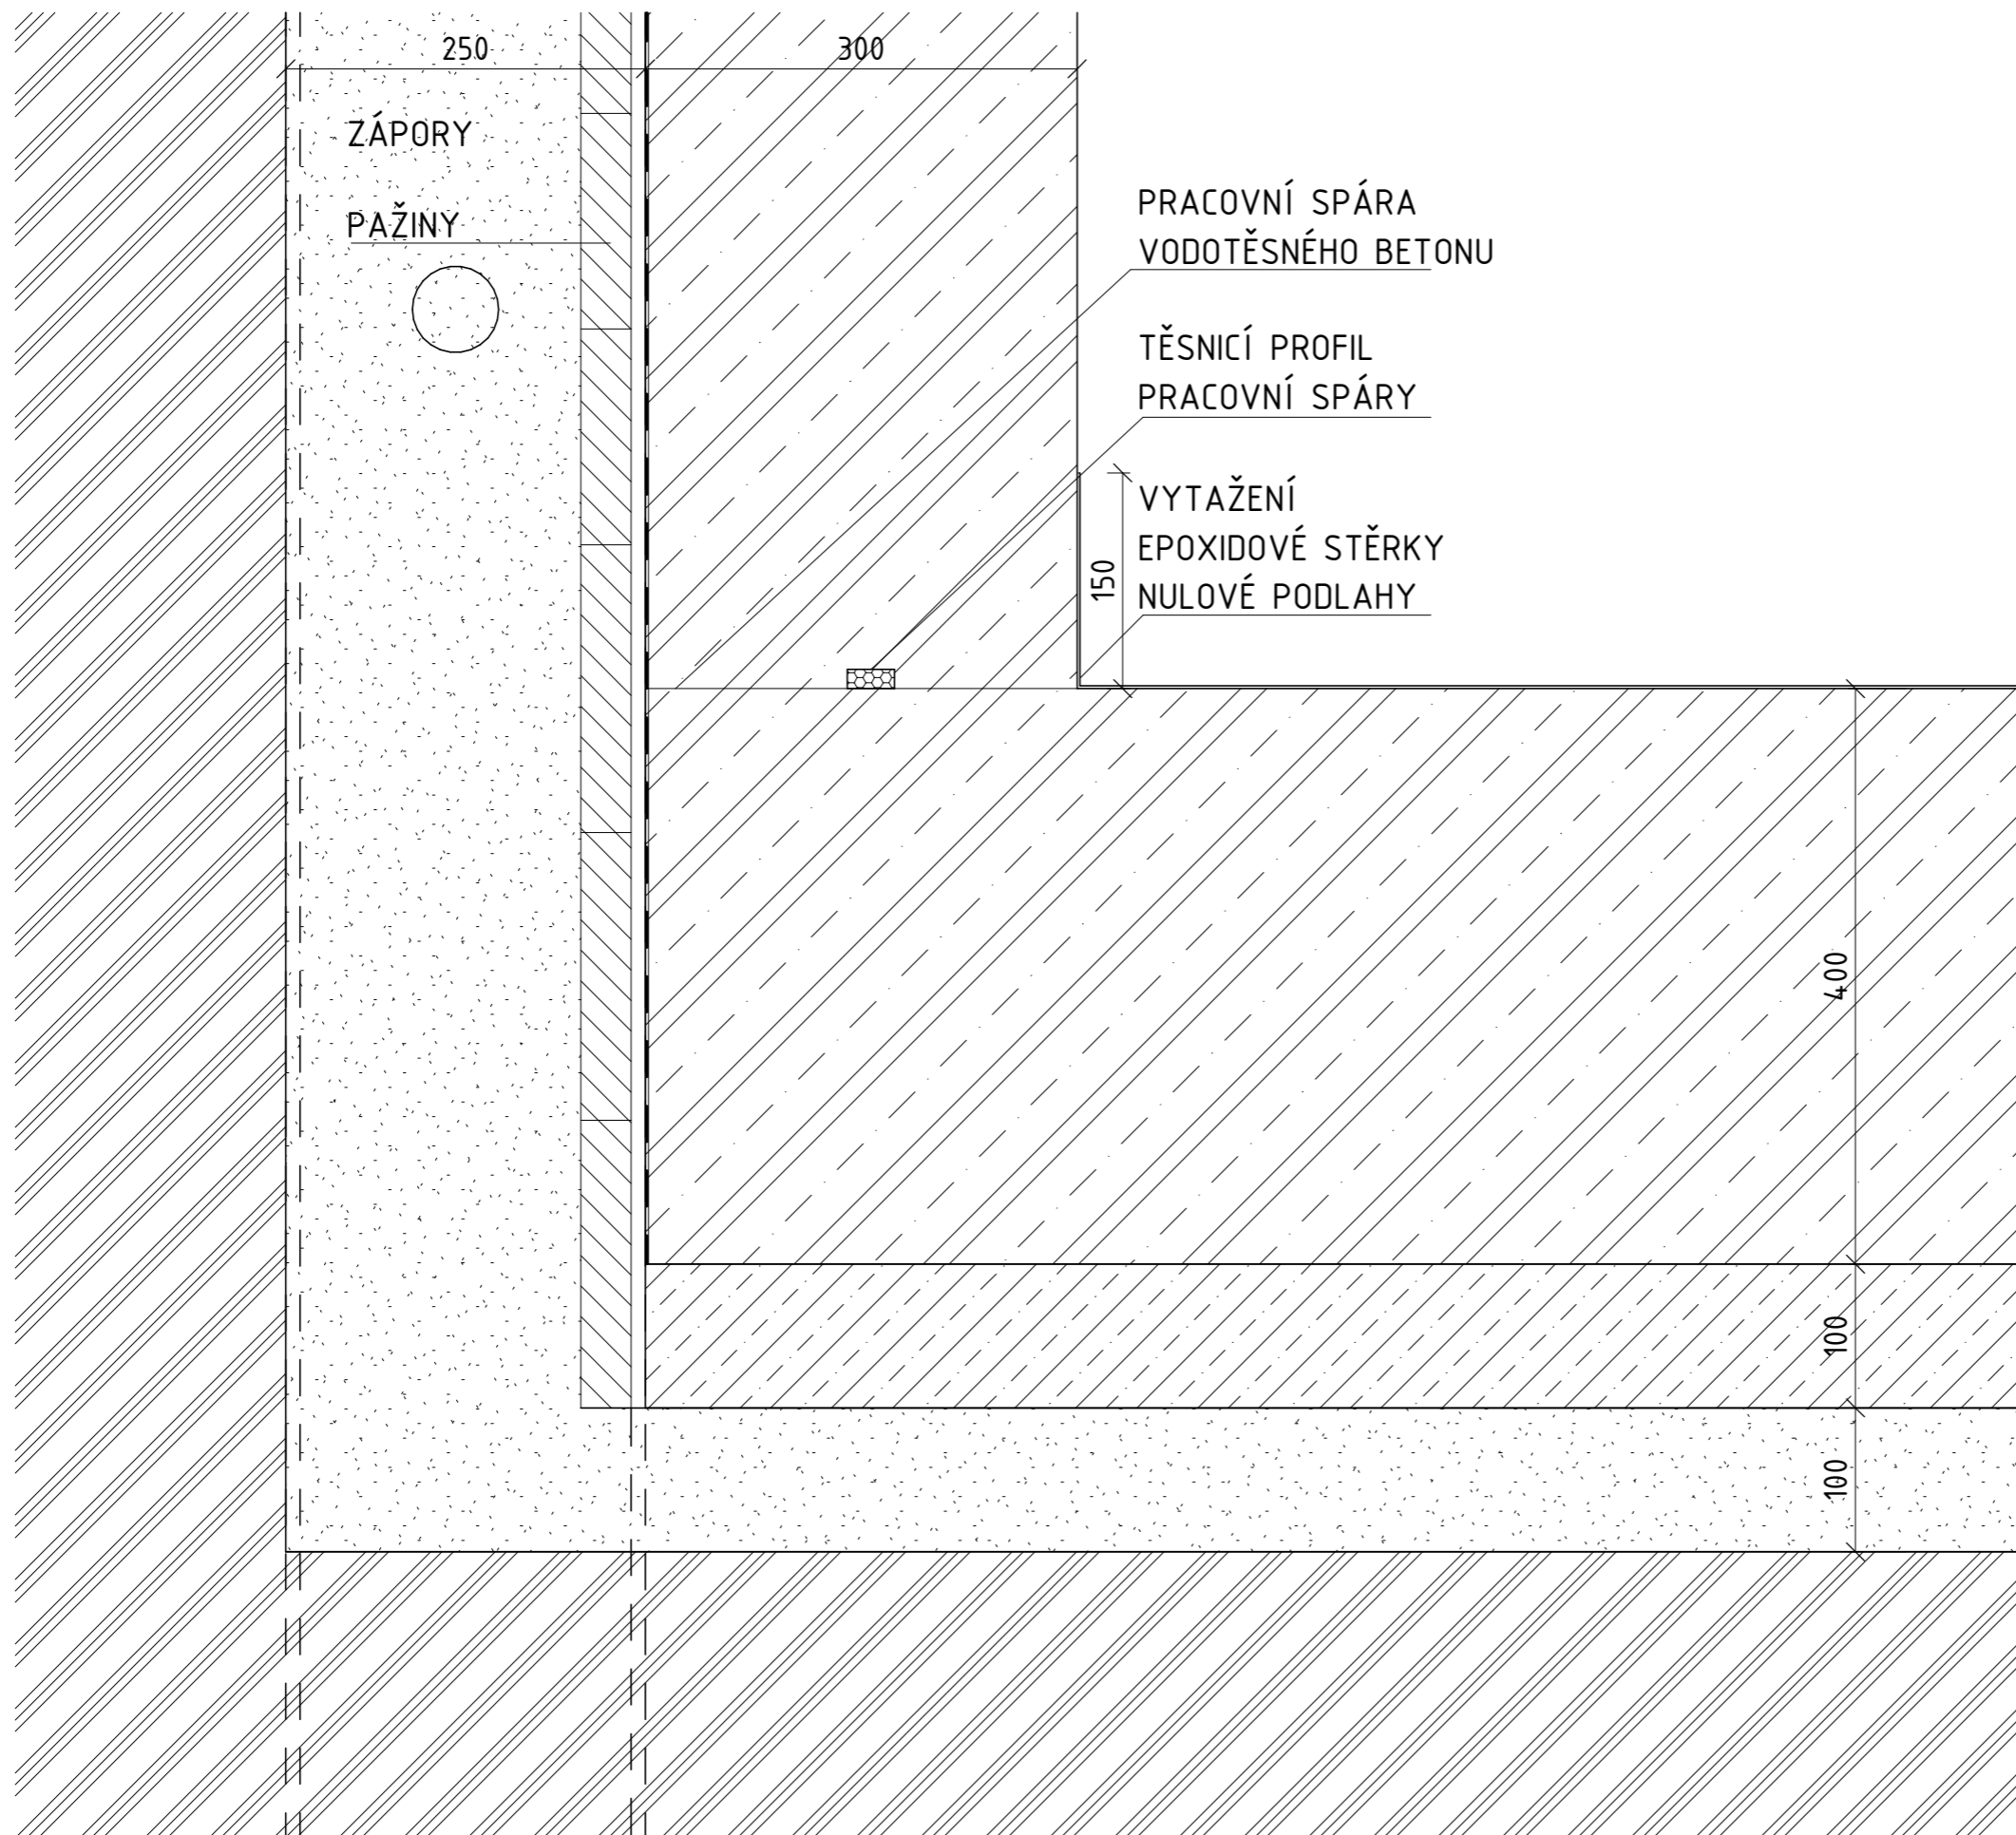 250
300
ZÁPORY
PAŽINY
PRACOVNÍ SPÁRA
VODOTĚSNÉHO BETONU
TĚSNICÍ PROFIL
PRACOVNÍ SPÁRY
VYTAŽENÍ
EPOXIDOVÉ STĚRKY
NULOVÉ PODLAHY
150
400
100
100